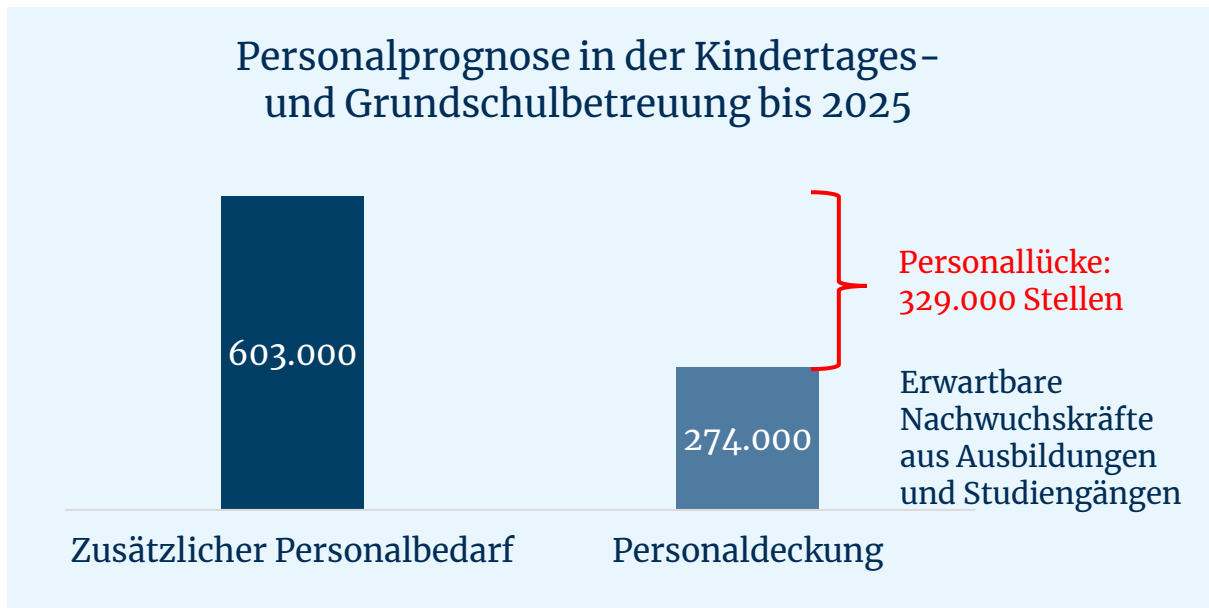 Personalprognose in der Kindertages-
und Grundschulbetreuung bis 2025
603.000
274.000
Personallücke:
329.000 Stellen
Erwartbare
Nachwuchskräfte
aus Ausbildungen
und Studiengängen
Zusätzlicher Personalbedarf
Personaldeckung